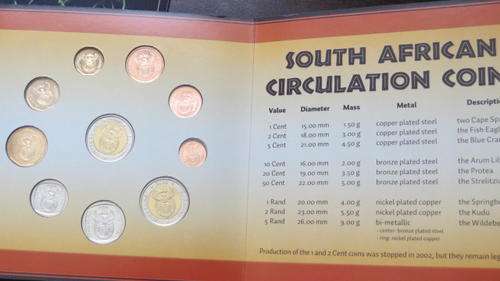 SOUTH AFRICAN
CIRCULATION COIN
Value Diameter Mass Metal Descripti
1 Cent 15.00 mm 1.50 g copper plated steel two Cape Sp
2 Cent 18.00 mm 3.00 g copper plated steel the Fish Eagl
5 Cent 21.00 mm 4.50 g copper plated steel the Blue Cra
10 Cent 16.00 mm 2.00 g bronze plated steel the Arum Li
20 Cent 19.00 mm 3.50 g bronze plated steel the Protea
50 Cent 22.00 mm 5.00 g bronze plated steel the Strelitzi
1 Rand 20.00 mm 4.00 g nickel plated copper the Springb
2 Rand 23.00 mm 5.50 g nickel plated copper the Kudu
5 Rand 26.00 mm 9.00 g bi-metallic the Wildebe
- center: bronze plated steel
- ring: nickel plated copper
Production of the 1 and 2 Cent coins was stopped in 2002, but they remain leg